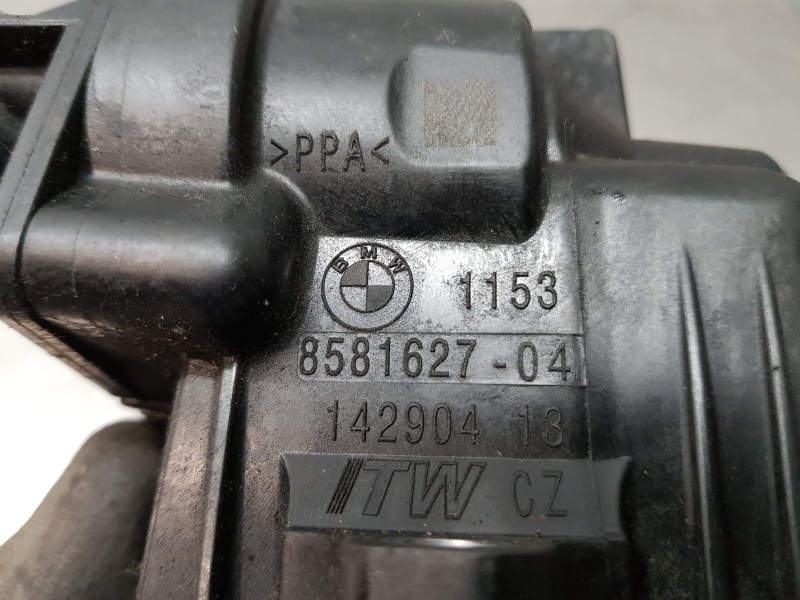 >PPA<
BMW 1153
8581627-04
142904 13
ITW CZ